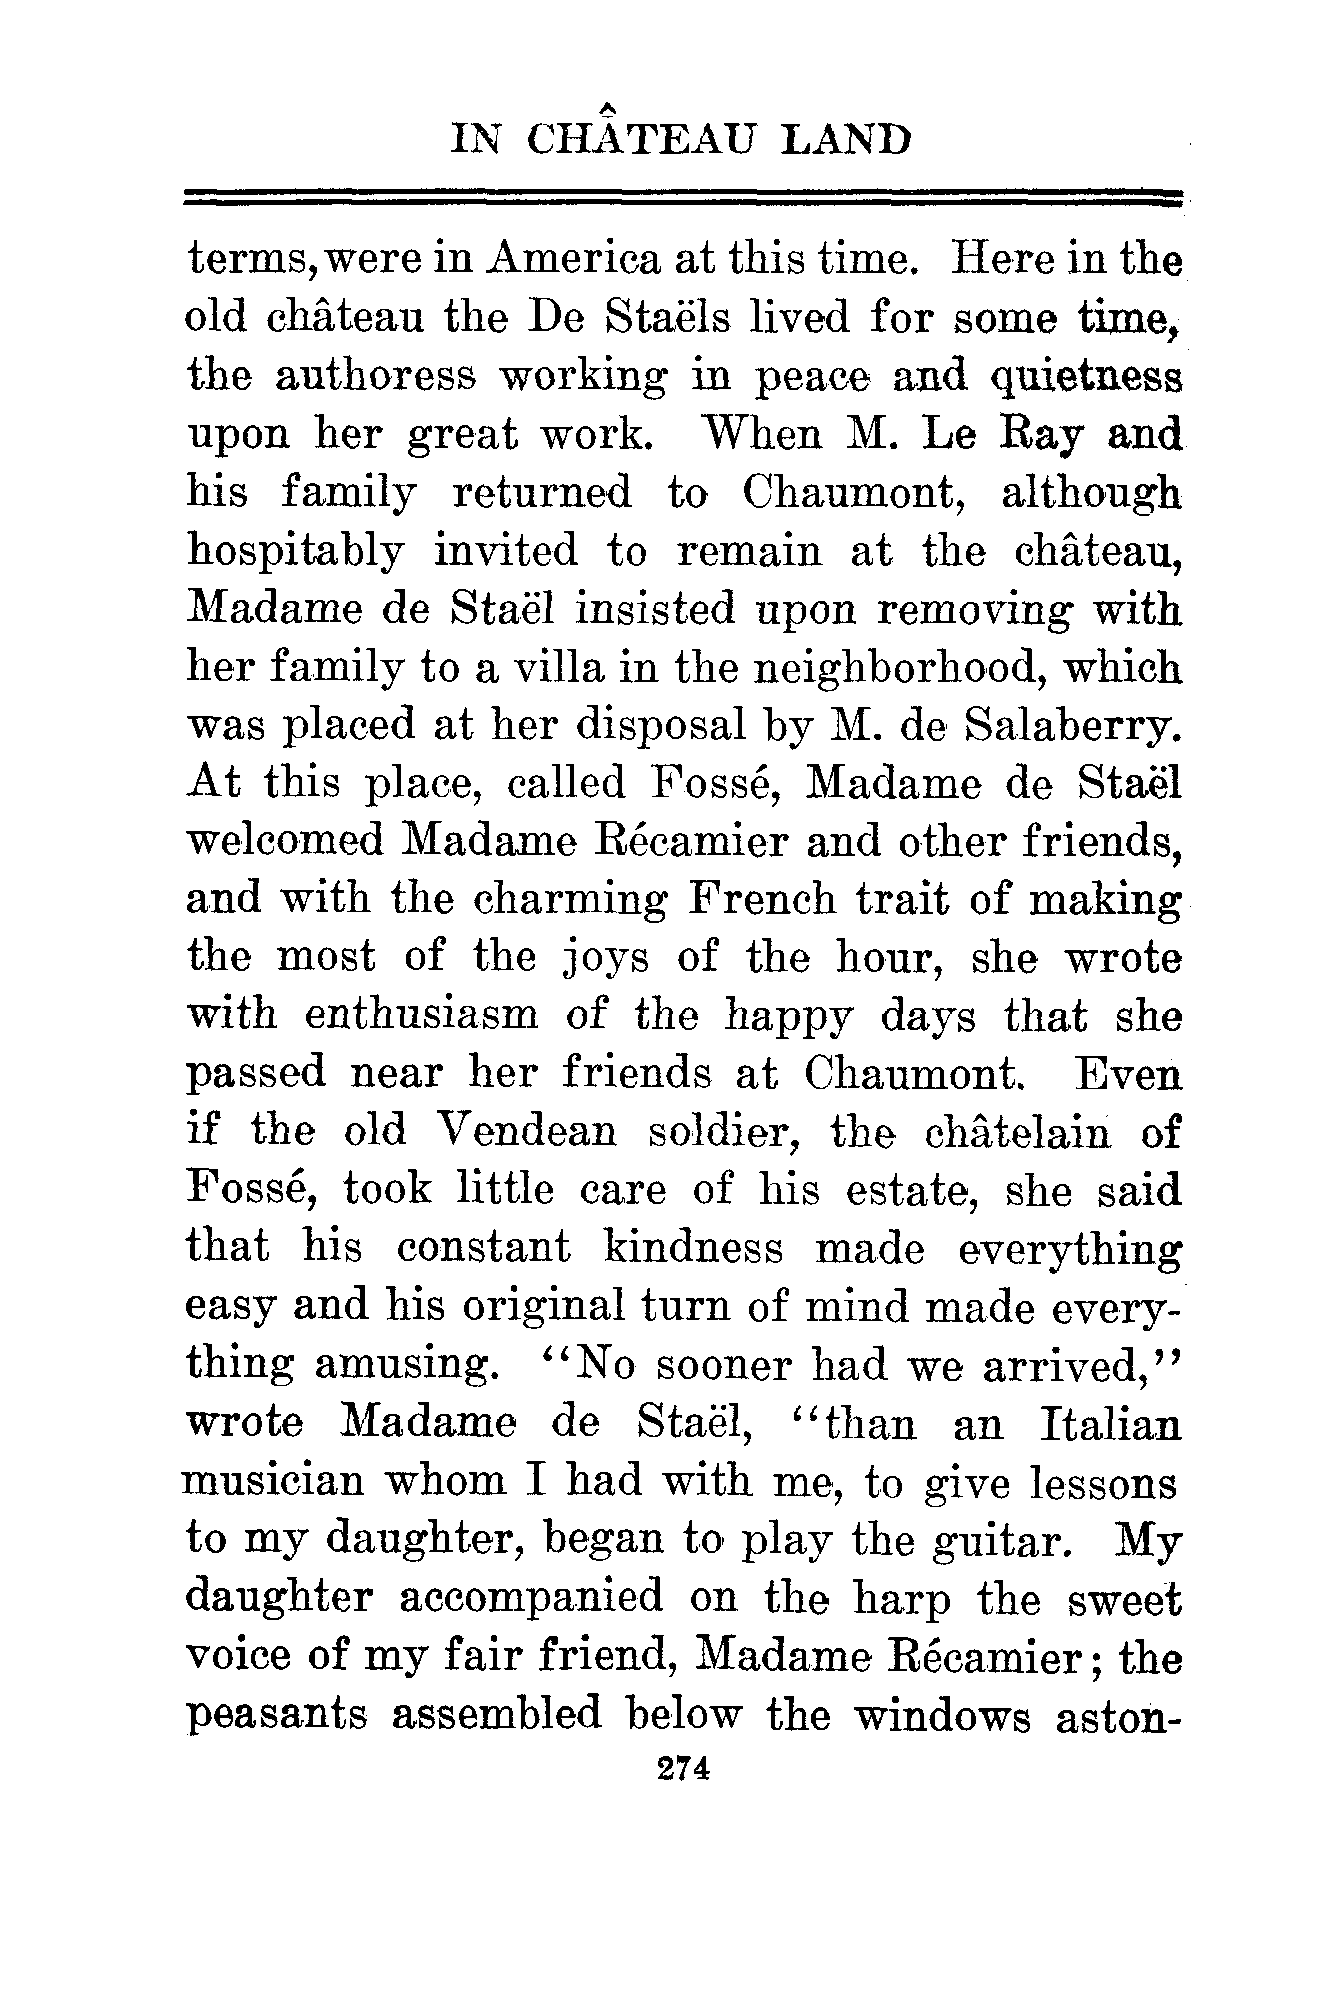 IN CHÂTEAU LAND
terms, were in America at this time. Here in the
old château the De Staëls lived for some time,
the authoress working in peace and quietness
upon her great work. When M. Le Ray and
his family returned to Chaumont, although
hospitably invited to remain at the château,
Madame de Staël insisted upon removing with
her family to a villa in the neighborhood, which
was placed at her disposal by M. de Salaberry.
At this place, called Fossé, Madame de Staël
welcomed Madame Récamier and other friends,
and with the charming French trait of making
the most of the joys of the hour, she wrote
with enthusiasm of the happy days that she
passed near her friends at Chaumont. Even
if the old Vendean soldier, the châtelain of
Fossé, took little care of his estate, she said
that his constant kindness made everything
easy and his original turn of mind made every-
thing amusing. "No sooner had we arrived,"
wrote Madame de Staël, "than an Italian
musician whom I had with me, to give lessons
to my daughter, began to play the guitar. My
daughter accompanied on the harp the sweet
voice of my fair friend, Madame Récamier; the
peasants assembled below the windows aston-
274